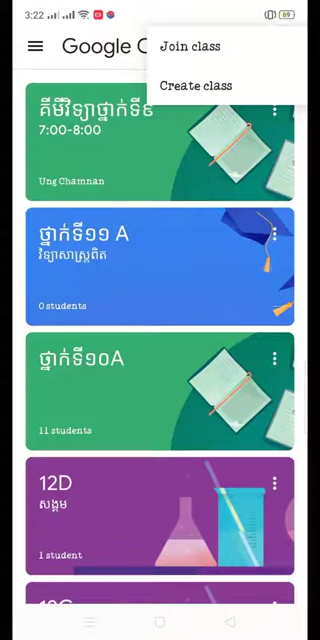 3:22
69
Google C
Join class
Create class
គីមីវិទ្យាថ្នាក់ទី៩
7:00-8:00
Ung Chamnan
ថ្នាក់ទី១១ A
វិទ្យាសាស្ត្រពិត
0 students
ថ្នាក់ទី១០A
11 students
12D
សង្គម
1 student